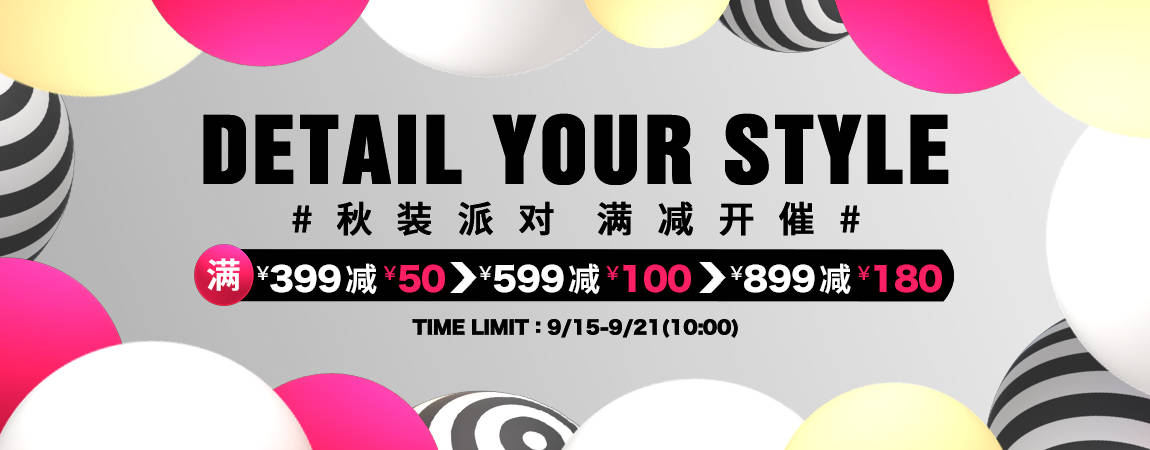 DETAIL YOUR STYLE
#秋装派对 满减开催#
满 ¥399减 ¥50 > ¥599减 ¥100 > ¥899减 ¥180
TIME LIMIT：9/15-9/21(10:00)